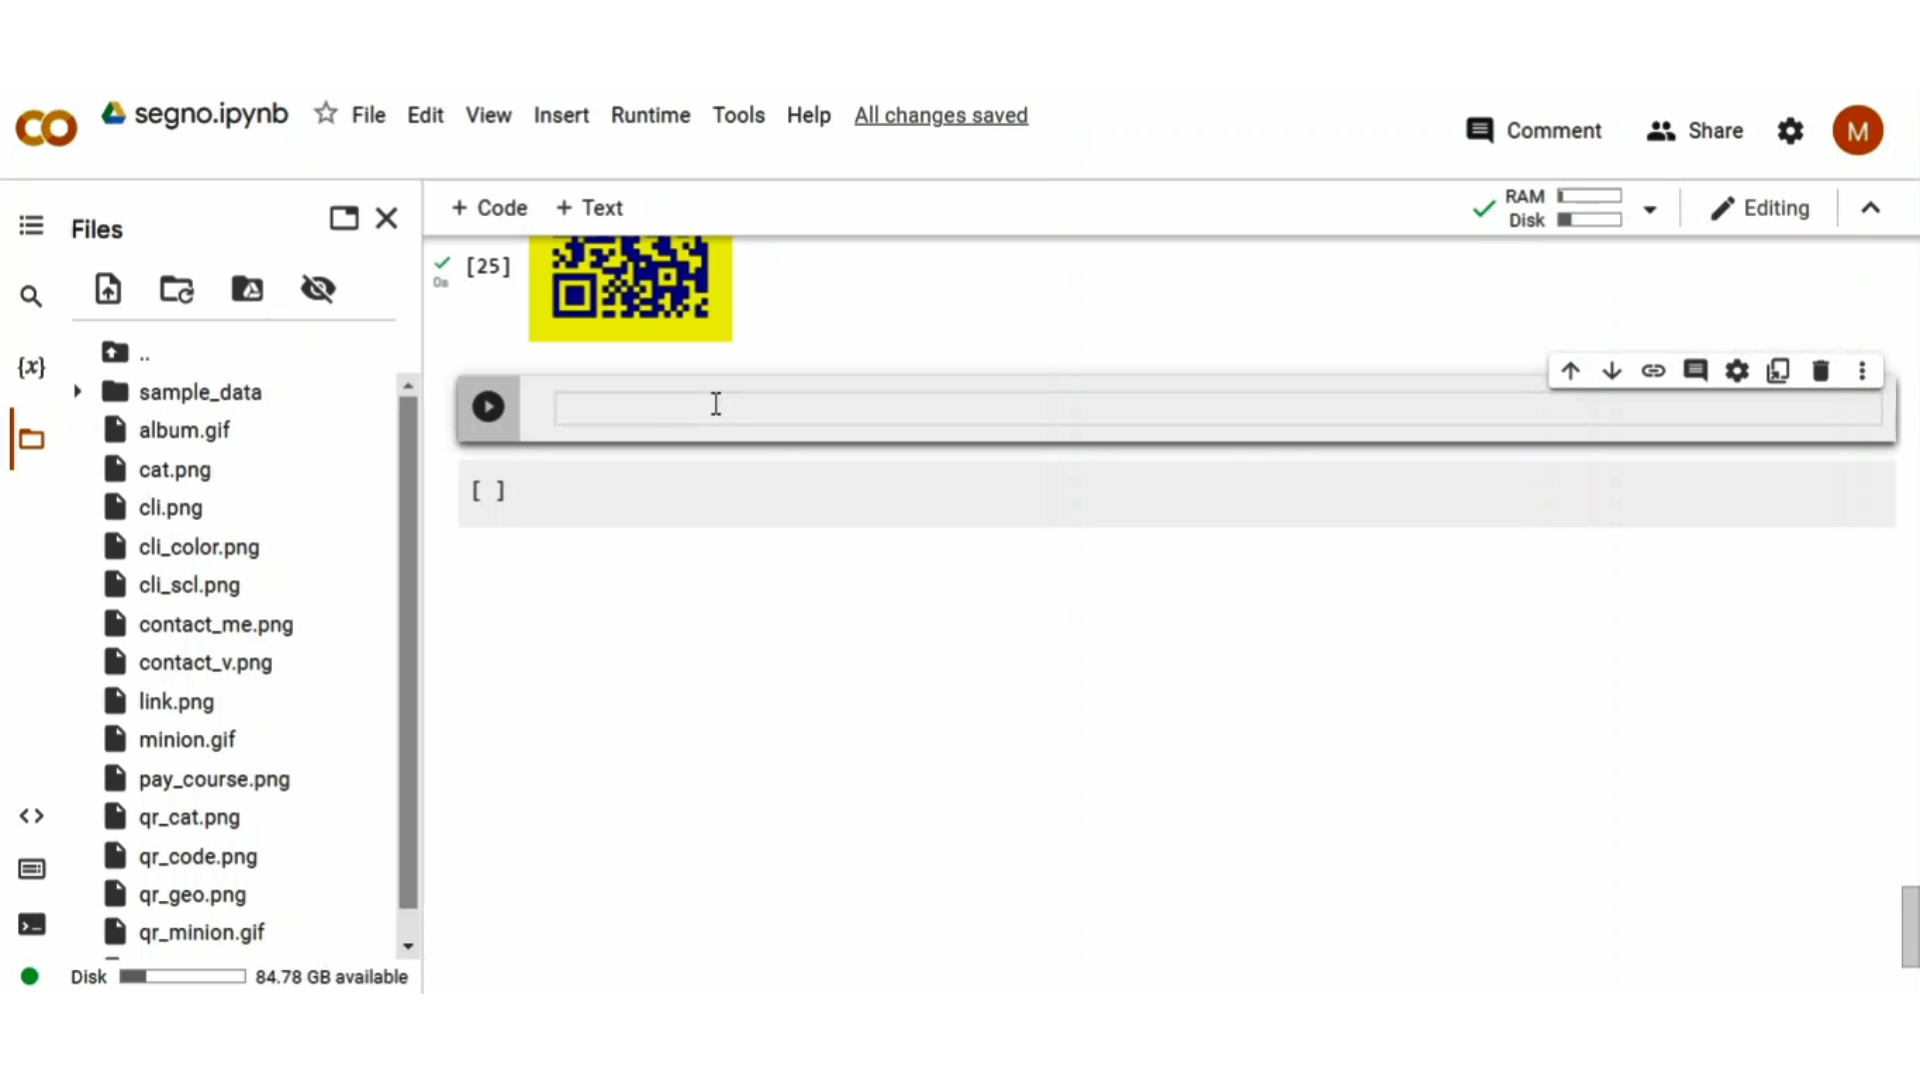 segno.ipynb
File Edit View Insert Runtime Tools Help All changes saved
Comment
Share
M
Files
+ Code + Text
RAM
Disk
Editing
[25]
0s
{x}
..
sample_data
album.gif
cat.png
cli.png
cli_color.png
cli_scl.png
contact_me.png
contact_v.png
link.png
minion.gif
pay_course.png
qr_cat.png
qr_code.png
qr_geo.png
qr_minion.gif
[ ]
Disk 84.78 GB available